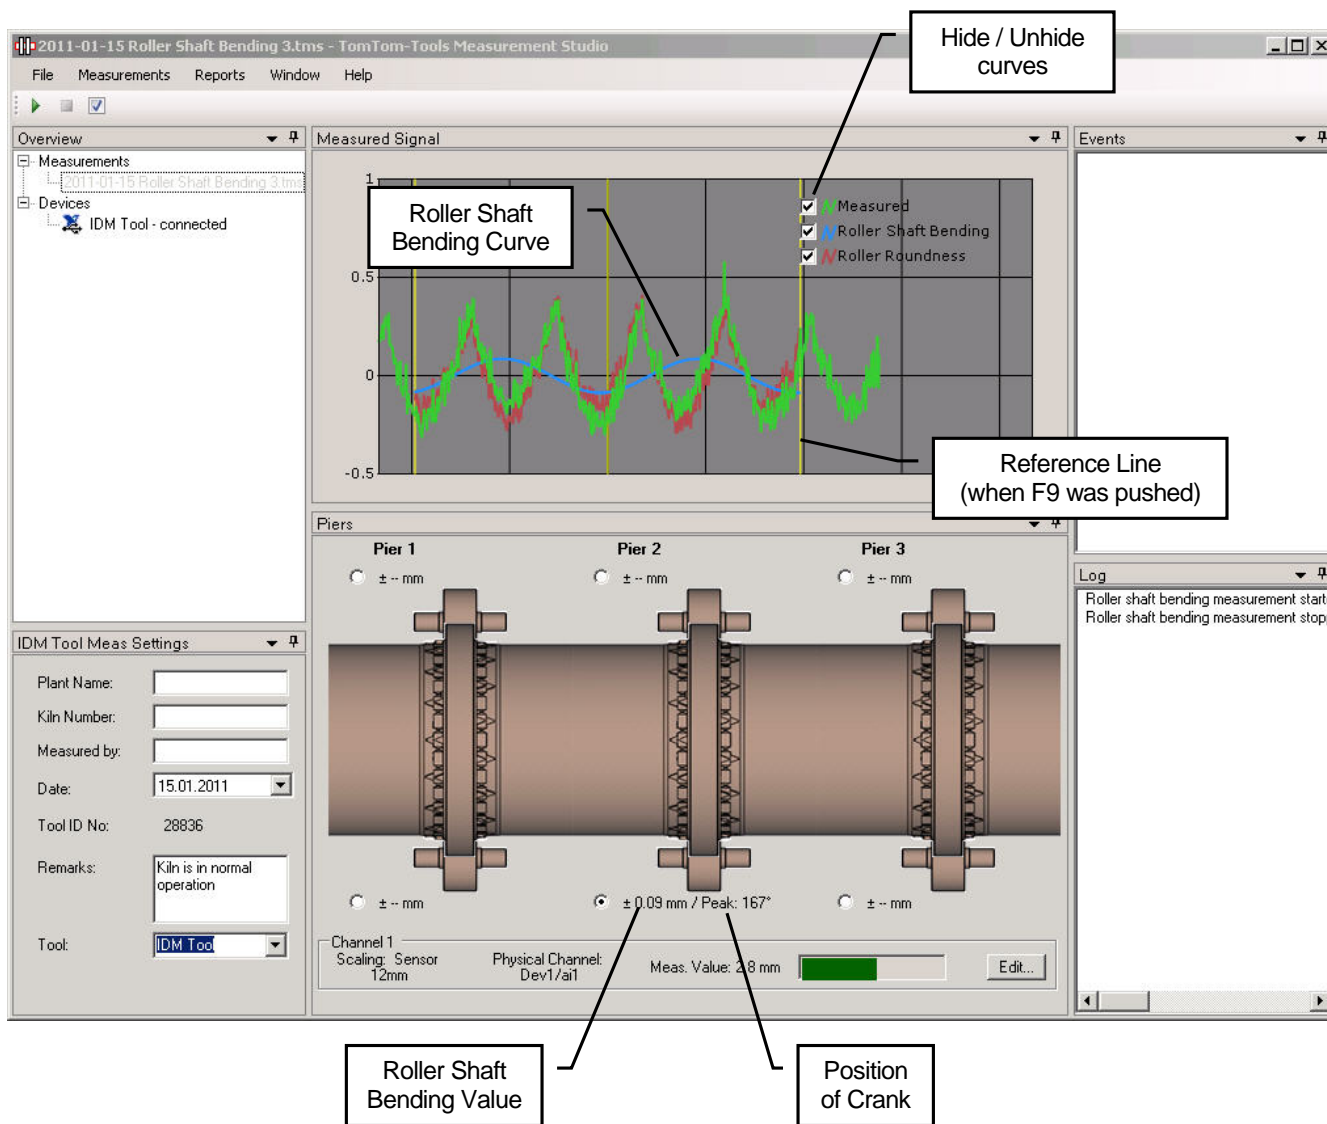 Hide / Unhide
curves
2011-01-15 Roller Shaft Bending 3.tms - TomTom-Tools Measurement Studio
File Measurements Reports Window Help
Overview
Measurements
2011-01-15 Roller Shaft Bending 3.tms
Devices
IDM Tool - connected
Measured Signal
1
0.5
0
-0.5
Measured
Roller Shaft Bending
Roller Roundness
Roller Shaft
Bending Curve
Reference Line
(when F9 was pushed)
Events
Piers
Pier 1 Pier 2 Pier 3
± -- mm ± -- mm ± -- mm
± -- mm ± 0.09 mm / Peak: 167° ± -- mm
Channel 1
Scaling: Sensor
12mm
Physical Channel:
Dev1/ai1
Meas. Value: 2.8 mm
Edit...
Log
Roller shaft bending measurement start
Roller shaft bending measurement stop
IDM Tool Meas Settings
Plant Name:
Kiln Number:
Measured by:
Date: 15.01.2011
Tool ID No: 28836
Remarks: Kiln is in normal
operation
Tool: IDM Tool
Roller Shaft
Bending Value
Position
of Crank